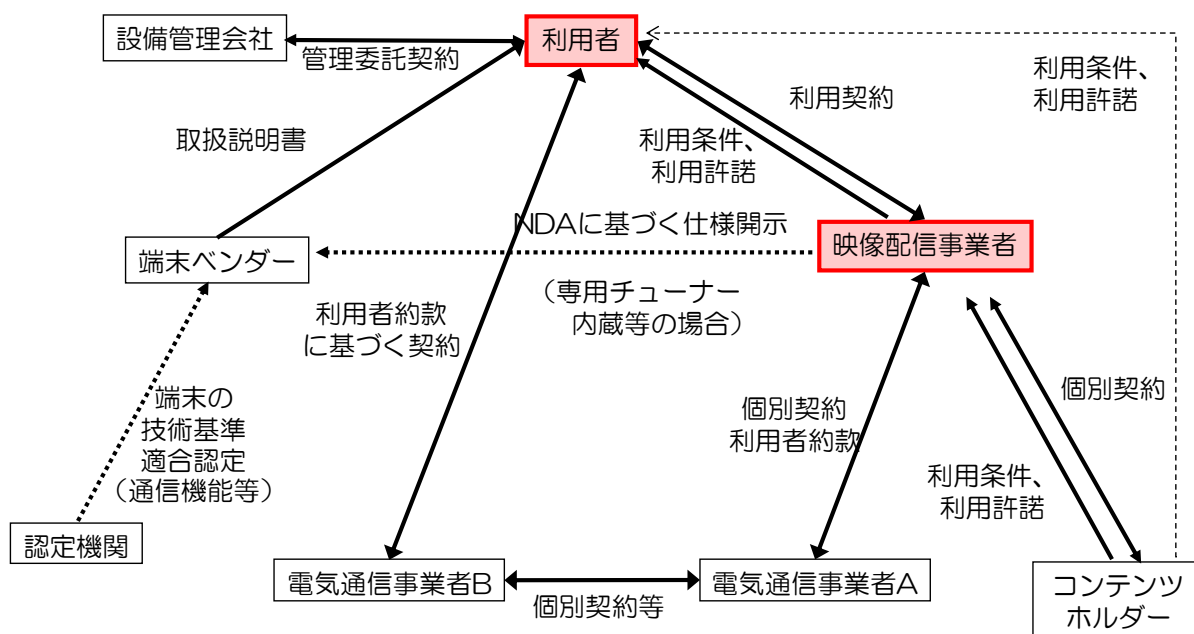 設備管理会社
利用者
管理委託契約
利用条件、
利用許諾
利用契約
取扱説明書
利用条件、
利用許諾
NDAに基づく仕様開示
映像配信事業者
端末ベンダー
(専用チューナー
内蔵等の場合)
利用者約款
に基づく契約
端末の
技術基準
適合認定
(通信機能等)
個別契約
利用者約款
個別契約
利用条件、
利用許諾
認定機関
電気通信事業者B
個別契約等
電気通信事業者A
コンテンツ
ホルダー